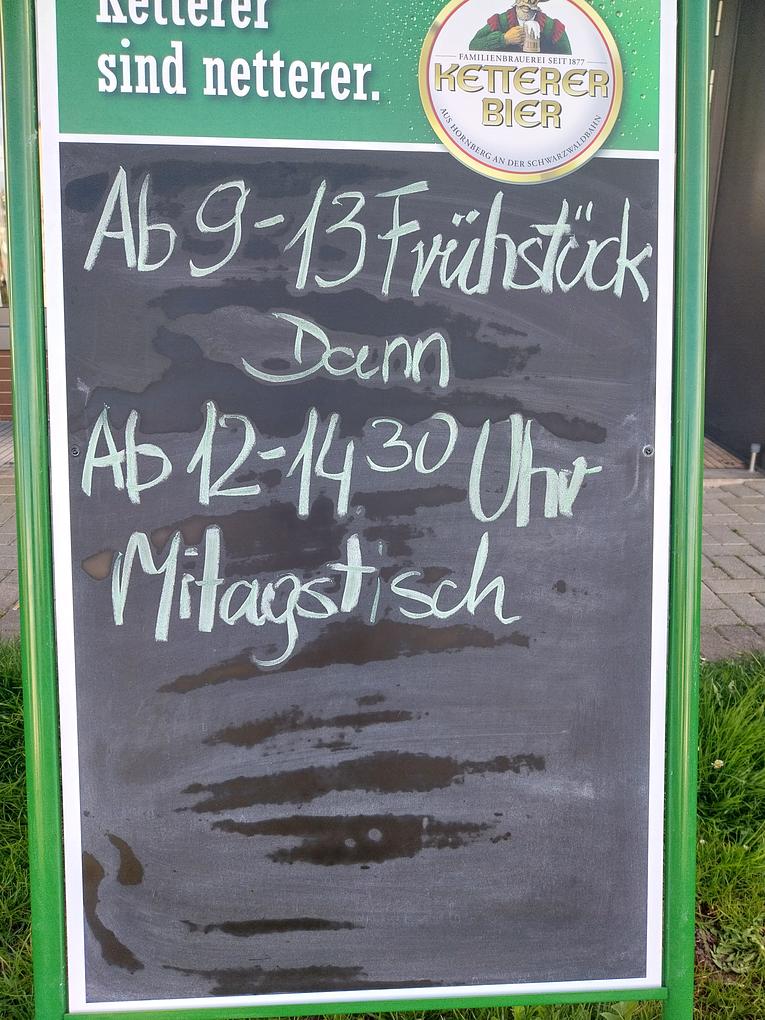 Ketterer
sind netterer.
FAMILIENBRAUEREI SEIT 1877
KETTERER
BIER
AUS HORNBERG AN DER SCHWARZWALDBAHN
Ab 9-13 Frühstück
Dann
Ab 12-14.30 Uhr
Mitagstisch